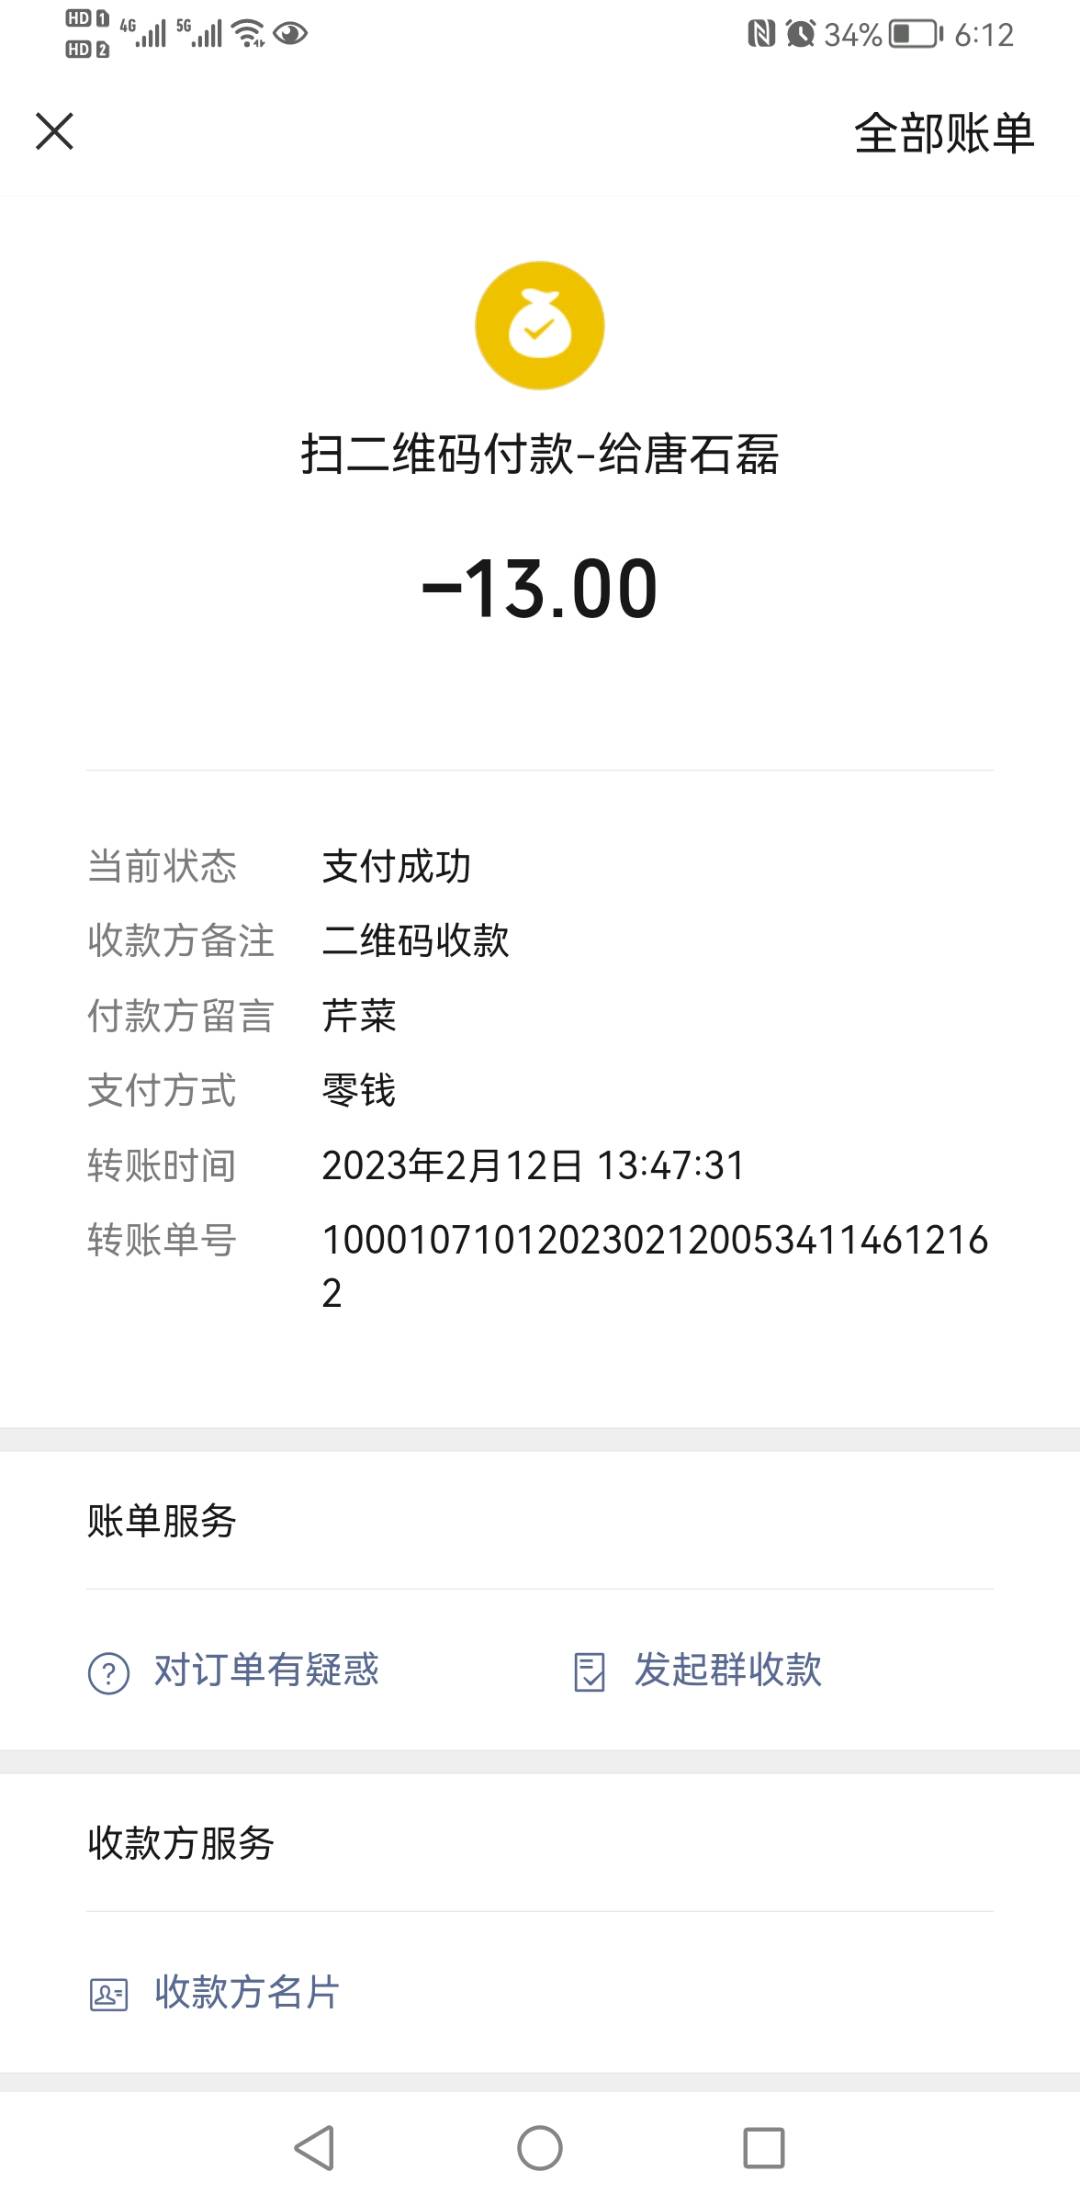 HD 1 4G 5G 34% 6:12
HD 2
全部账单
扫二维码付款-给唐石磊
-13.00
当前状态 支付成功
收款方备注 二维码收款
付款方留言 芹菜
支付方式 零钱
转账时间 2023年2月12日 13:47:31
转账单号 1000107101202302120053411461216
2
账单服务
对订单有疑惑 发起群收款
收款方服务
收款方名片